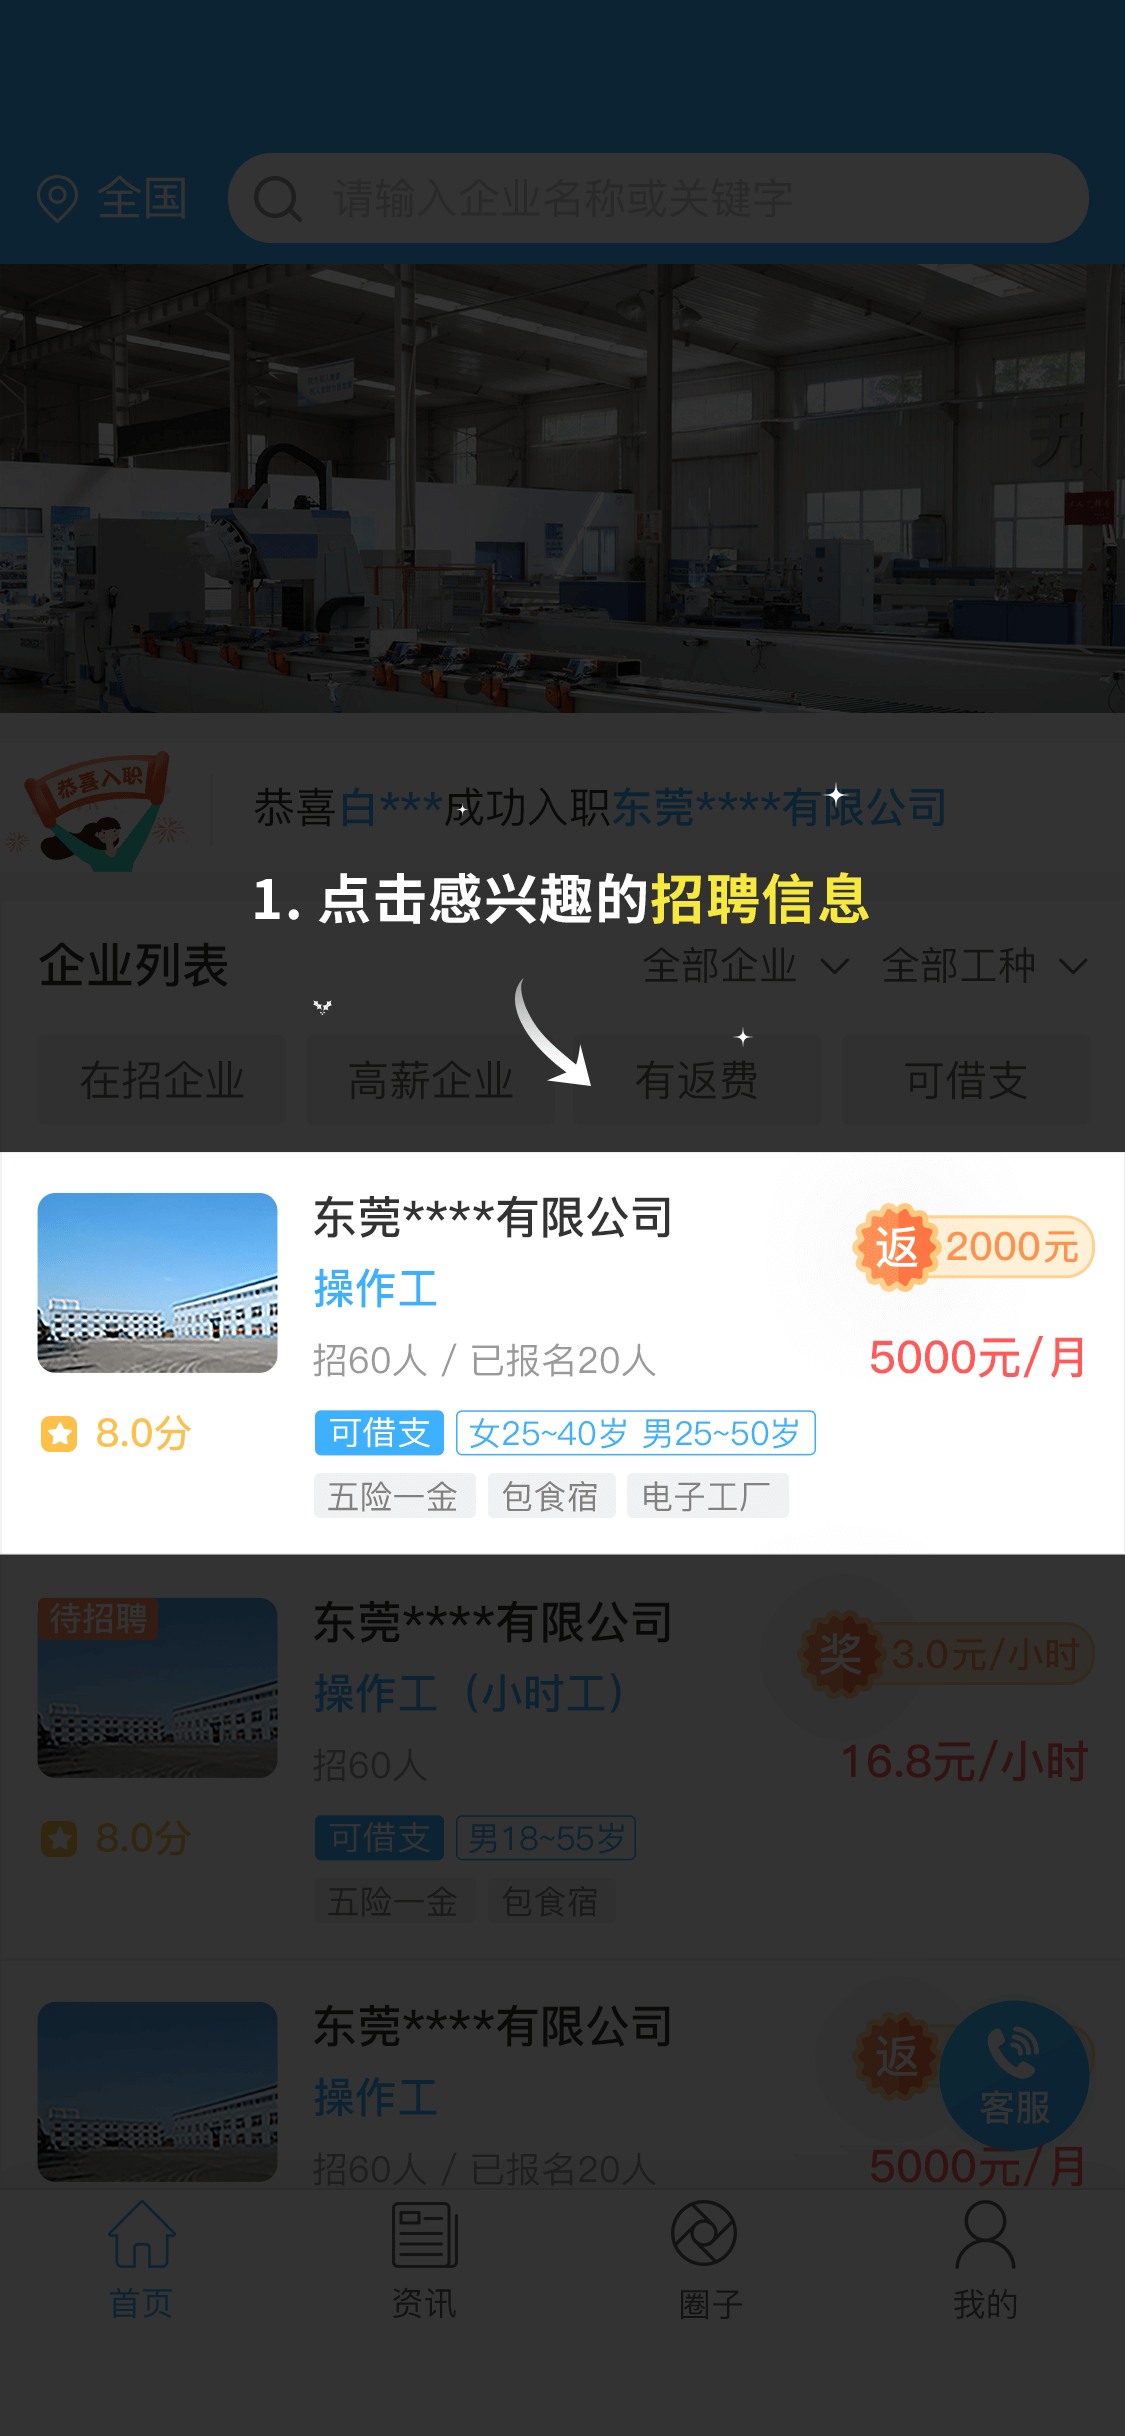 全国
请输入企业名称或关键字
恭喜入职
恭喜白***成功入职东莞****有限公司
1. 点击感兴趣的招聘信息
企业列表
全部企业
全部工种
在招企业
高薪企业
有返费
可借支
东莞****有限公司
返 2000元
操作工
招60人 / 已报名20人
5000元/月
8.0分
可借支
女25~40岁 男25~50岁
五险一金
包食宿
电子工厂
待招聘
东莞****有限公司
奖 3.0元/小时
操作工（小时工）
招60人
16.8元/小时
8.0分
可借支
男18~55岁
五险一金
包食宿
东莞****有限公司
返
操作工
客服
招60人 / 已报名20人
5000元/月
首页
资讯
圈子
我的